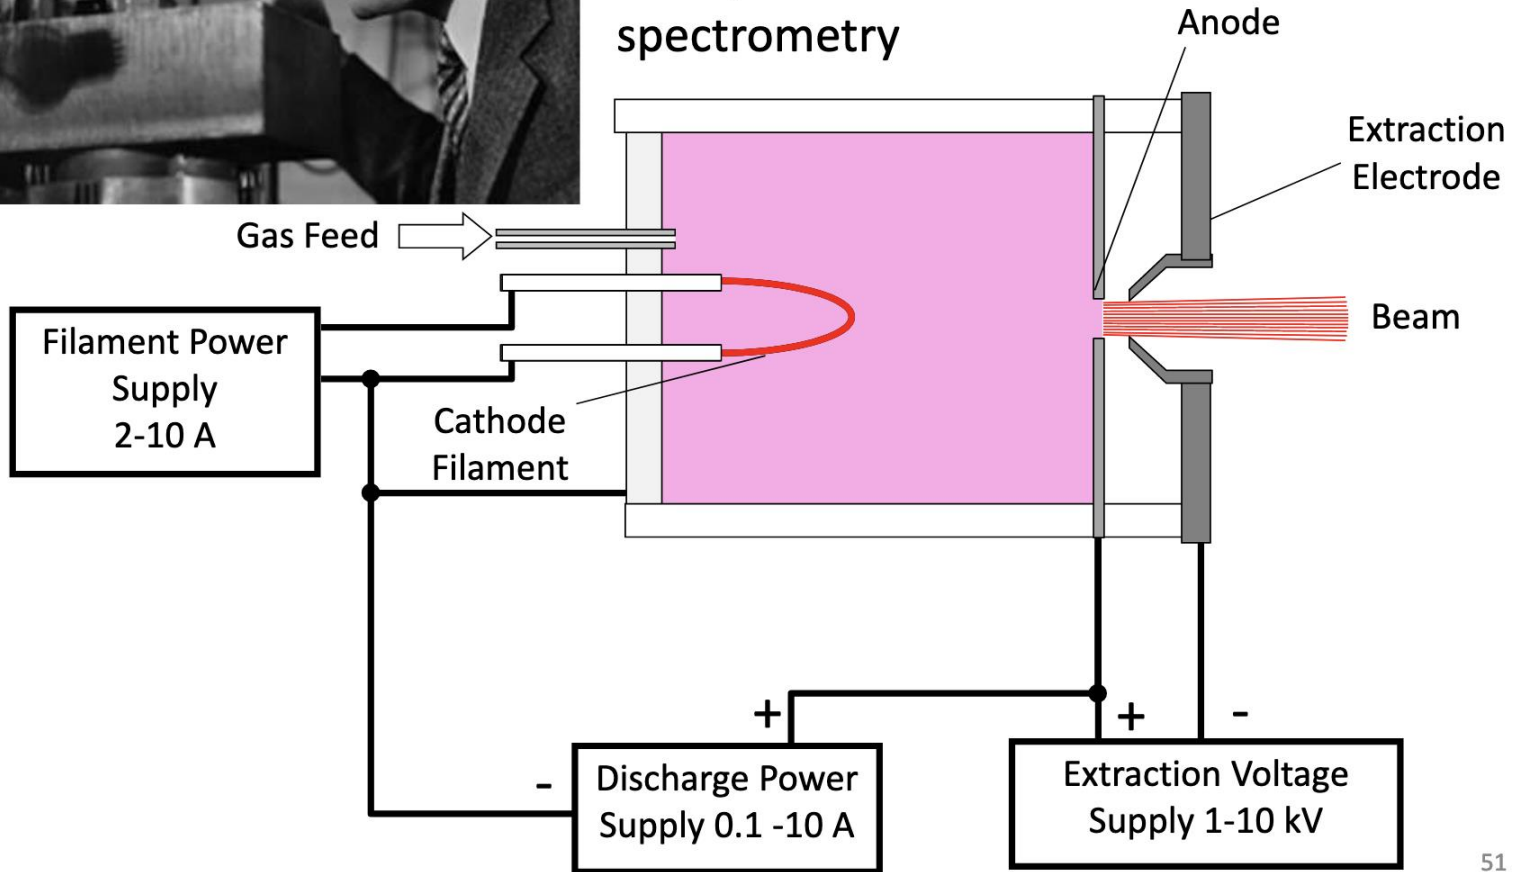 spectrometry
Anode
Extraction
Electrode
Gas Feed
Beam
Filament Power
Supply
2-10 A
Cathode
Filament
+
+
-
-
Discharge Power
Supply 0.1 -10 A
Extraction Voltage
Supply 1-10 kV
51